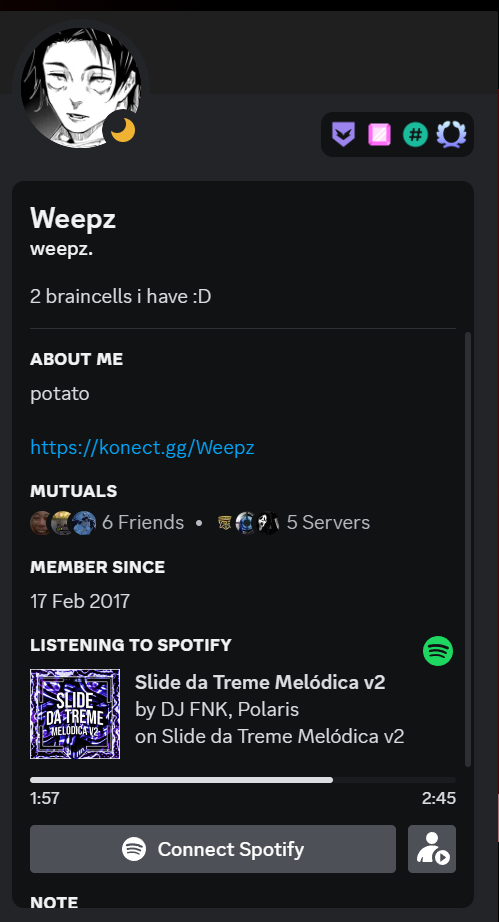 Weepz
weepz.
2 braincells i have :D
ABOUT ME
potato
https://konect.gg/Weepz
MUTUALS
6 Friends • 5 Servers
MEMBER SINCE
17 Feb 2017
LISTENING TO SPOTIFY
SLIDE
DA TREME
MELÓDICA V2
Slide da Treme Melódica v2
by DJ FNK, Polaris
on Slide da Treme Melódica v2
1:57 2:45
Connect Spotify
NOTE